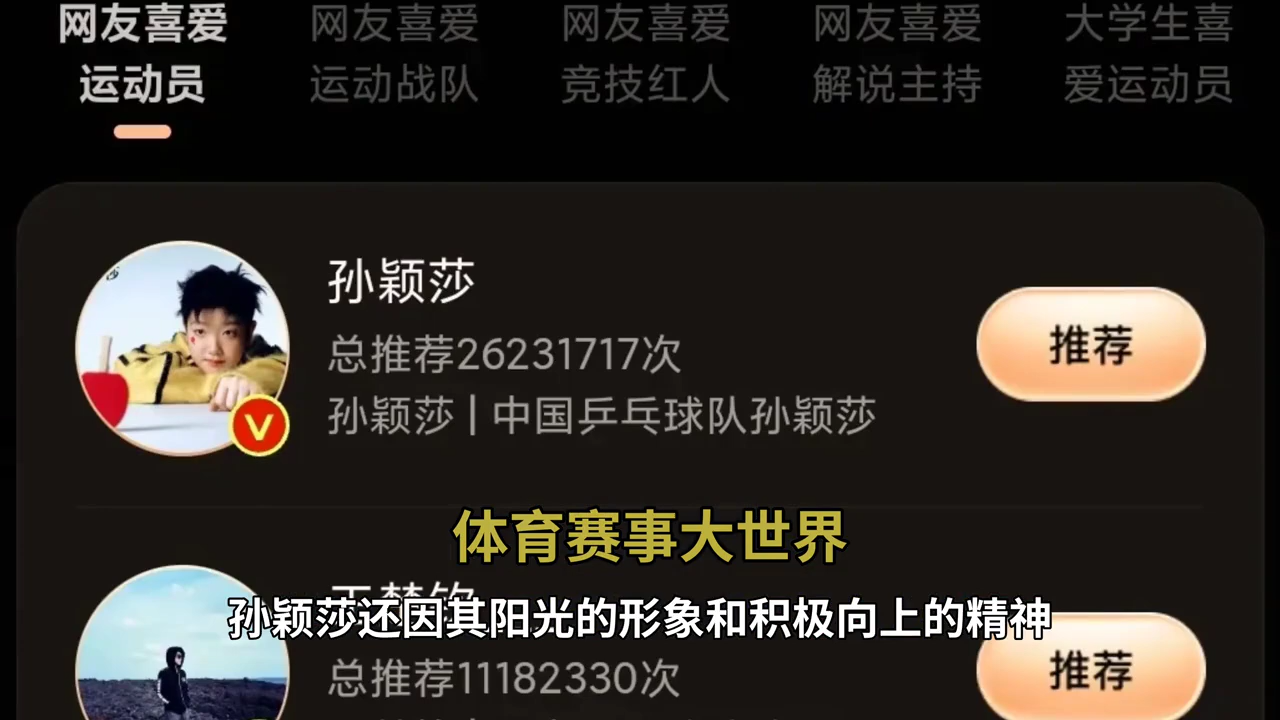 网友喜爱 网友喜爱 网友喜爱 网友喜爱 大学生喜
运动员 运动战队 竞技红人 解说主持 爱运动员
孙颖莎
总推荐26231717次
孙颖莎 | 中国乒乓球队孙颖莎
推荐
体育赛事大世界
孙颖莎还因其阳光的形象和积极向上的精神
总推荐11182330次
推荐